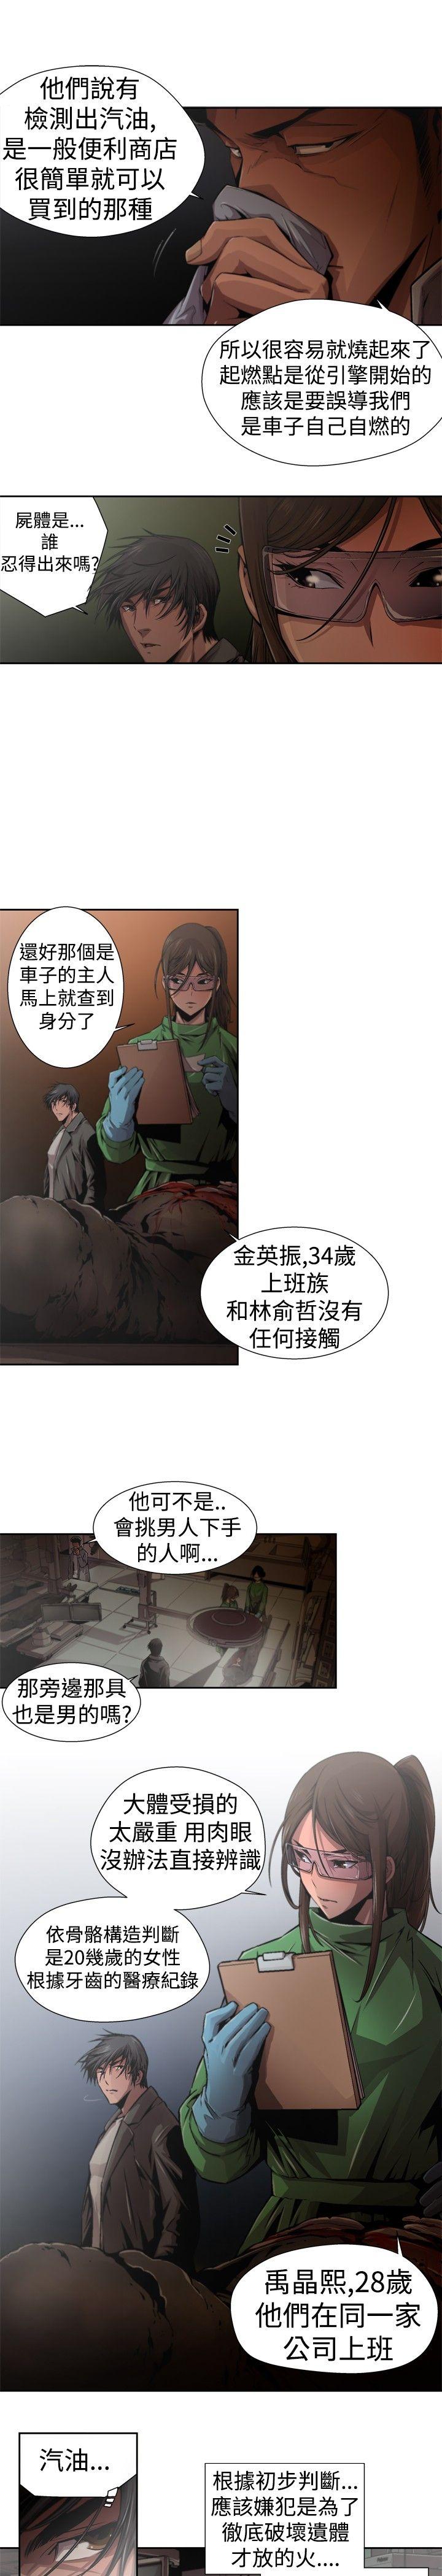 他們說有
檢測出汽油,
是一般便利商店
很簡單就可以
買到的那種
所以很容易就燒起來了
起燃點是從引擎開始的
應該是要誤導我們
是車子自己自燃的
屍體是...
誰
忍得出來嗎?
還好那個是
車子的主人
馬上就查到
身分了
金英振,34歲
上班族
和林俞哲沒有
任何接觸
他可不是..
會挑男人下手
的人啊...
那旁邊那具
也是男的嗎?
大體受損的
太嚴重 用肉眼
沒辦法直接辨識
依骨骼構造判斷
是20幾歲的女性
根據牙齒的醫療紀錄
禹晶熙,28歲
他們在同一家
公司上班
汽油...
根據初步判斷...
應該嫌犯是為了
徹底破壞遺體
才放的火....